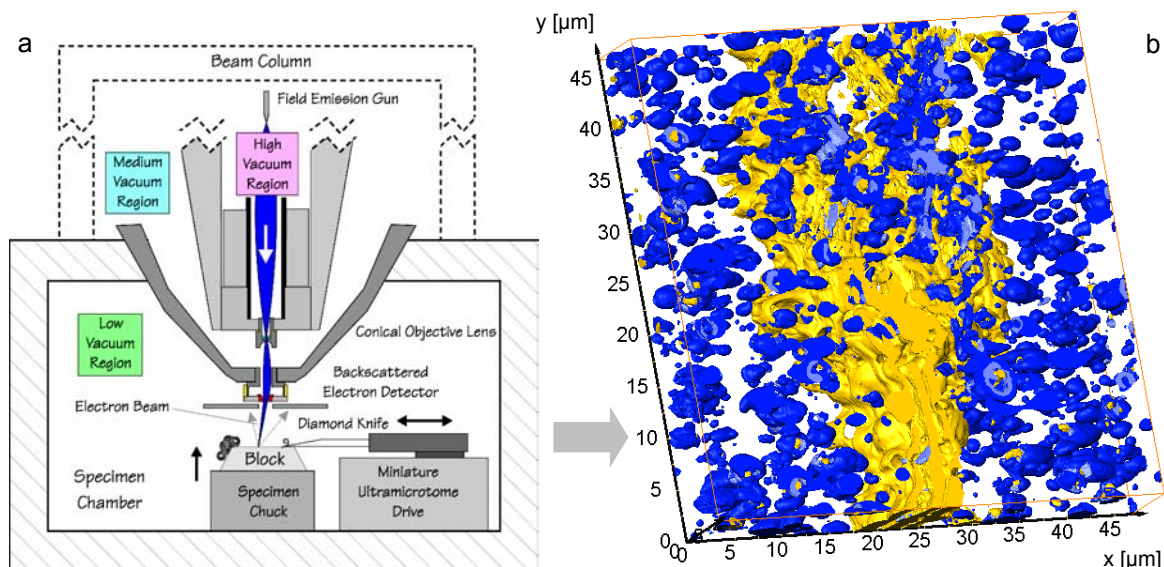 a
Beam Column
Field Emission Gun
High
Vacuum
Region
Medium
Vacuum
Region
Low
Vacuum
Region
Conical Objective Lens
Backscattered
Electron Detector
Electron Beam
Diamond Knife
Block
Specimen
Chamber
Specimen
Chuck
Miniature
Ultramicrotome
Drive
b
y [µm]
45
40
35
30
25
20
15
10
5
0
0 5 10 15 20 25 30 35 40 45
x [µm]